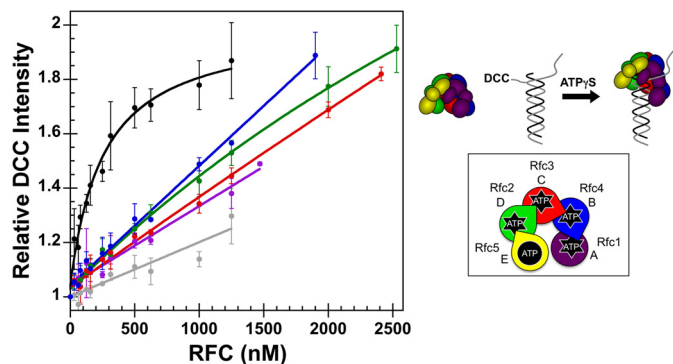 Relative DCC Intensity
2
1.8
1.6
1.4
1.2
1
0
500
1000
1500
2000
2500
RFC (nM)
DCC
ATPγS
Rfc3
C
Rfc2
D
Rfc4
B
Rfc5
E
Rfc1
A
ATP
ATP
ATP
ATP
ATP